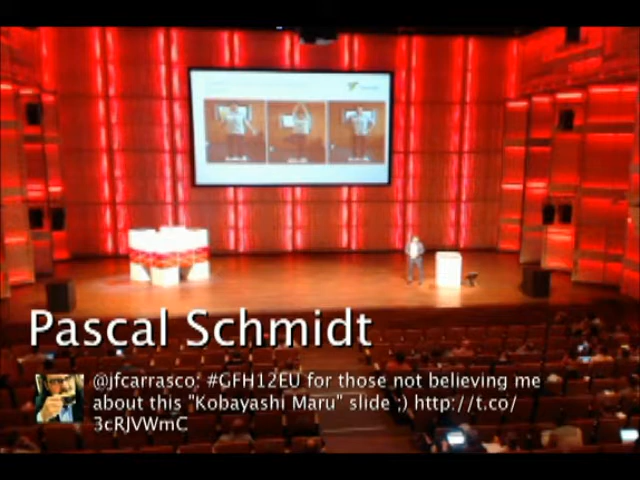 Pascal Schmidt
@jfcarrasco: #GFH12EU for those not believing me
about this "Kobayashi Maru" slide ;) http://t.co/
3cRJVWmC